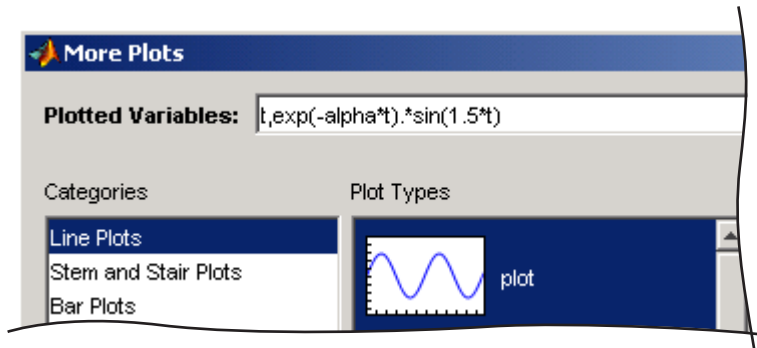 More Plots
Plotted Variables: t,exp(-alpha*t).*sin(1.5*t)
Categories
Plot Types
Line Plots
Stem and Stair Plots
Bar Plots
plot